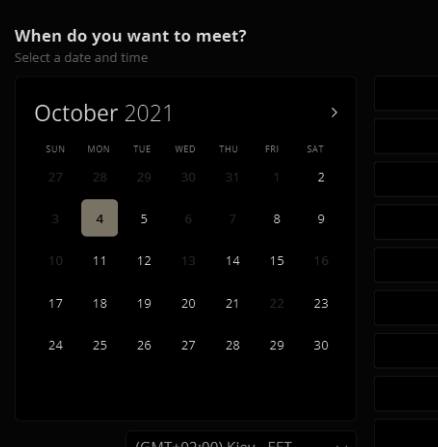 When do you want to meet?
Select a date and time
October 2021
SUN MON TUE WED THU FRI SAT
27 28 29 30 31 1 2
3 4 5 6 7 8 9
10 11 12 13 14 15 16
17 18 19 20 21 22 23
24 25 26 27 28 29 30
(GMT+02:00) Kiev - EET